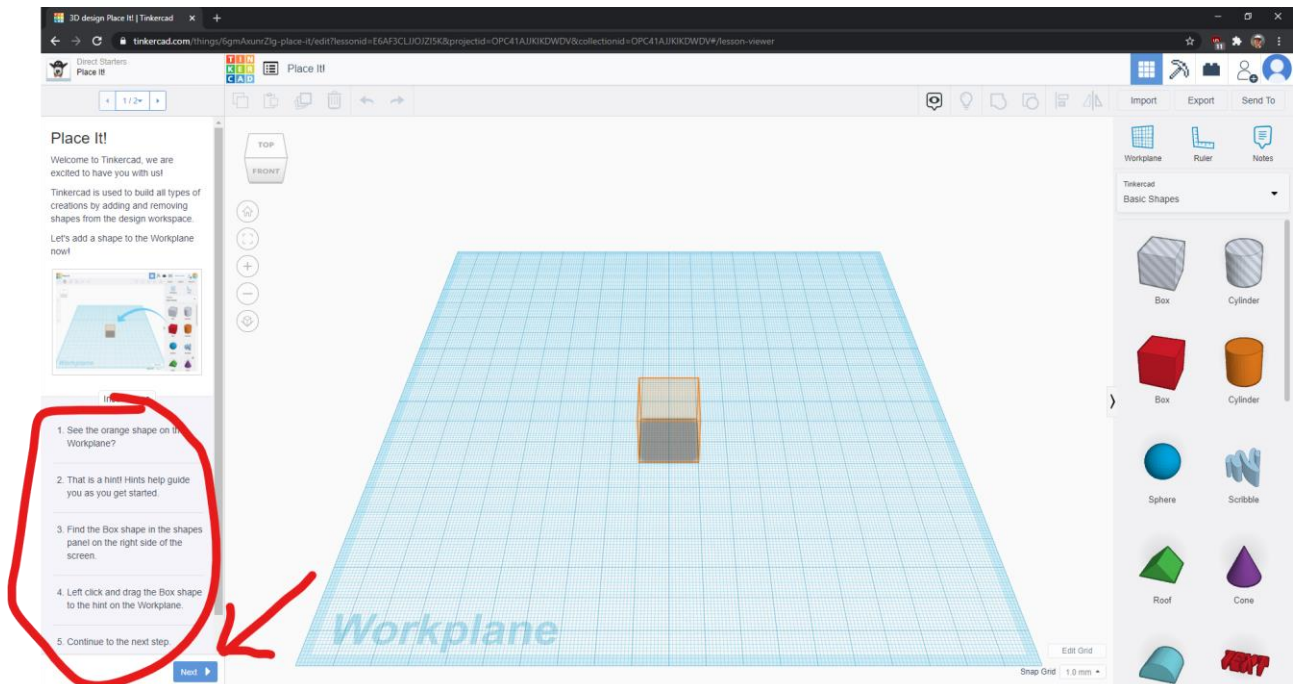 3D design Place It! | Tinkercad
tinkercad.com/things/6gmAxunrZlg-place-it/edit?lessonid=E6AF3CLJJOJZI5K&projectid=OPC41AJJKIKDWDV&collectionid=OPC41AJJKIKDWDV#/lesson-viewer
11
Direct Starters
Place It!
TIN
KER
CAD
Place It!
1/2
Import Export Send To
Place It!
Welcome to Tinkercad, we are
excited to have you with us!
Tinkercad is used to build all types of
creations by adding and removing
shapes from the design workspace.
Let's add a shape to the Workplane
now!
Workplane
1. See the orange shape on the
Workplane?
2. That is a hint! Hints help guide
you as you get started.
3. Find the Box shape in the shapes
panel on the right side of the
screen.
4. Left click and drag the Box shape
to the hint on the Workplane.
5. Continue to the next step.
Next
TOP
FRONT
Workplane
Edit Grid
Snap Grid 1.0 mm
Workplane Ruler Notes
Tinkercad
Basic Shapes
Box Cylinder
Box Cylinder
Sphere Scribble
Roof Cone
TEXT